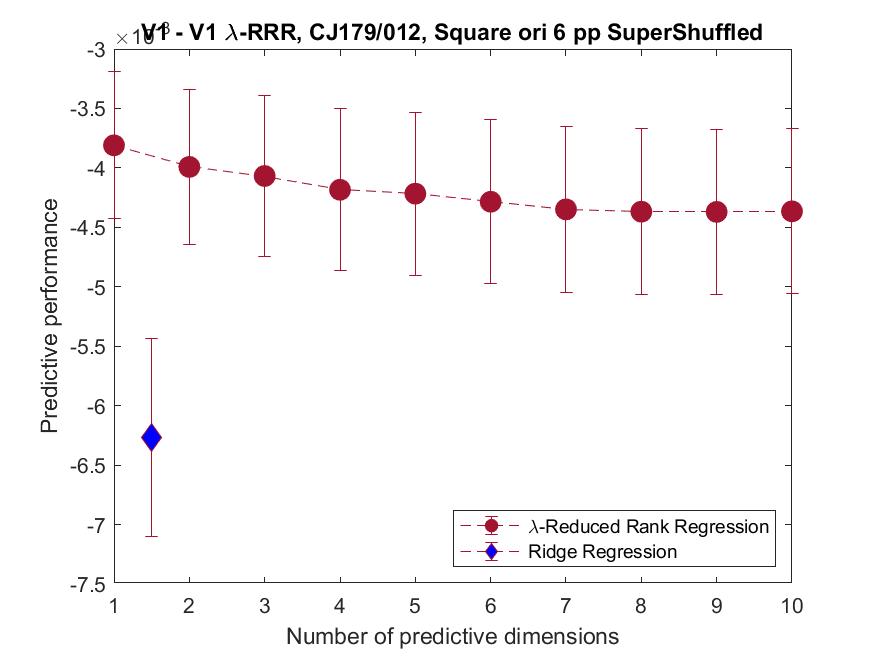 V1 - V1 λ-RRR, CJ179/012, Square ori 6 pp SuperShuffled
×10⁻³
-3
-3.5
-4
-4.5
-5
-5.5
-6
-6.5
-7
-7.5
Predictive performance
λ-Reduced Rank Regression
Ridge Regression
1 2 3 4 5 6 7 8 9 10
Number of predictive dimensions